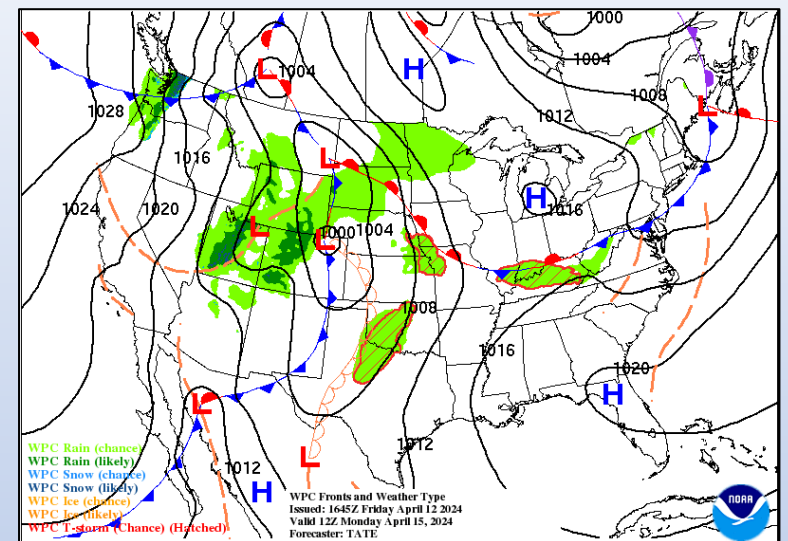 1000
1004
1008
1012
L
1004
H
L
1028
1016
1024
1020
L
L
L
1000
1004
H
1016
1008
1016
1020
H
L
1012
L
1012
H
WPC Rain (chance)
WPC Rain (likely)
WPC Snow (chance)
WPC Snow (likely)
WPC Ice (chance)
WPC Ice (likely)
WPC T-storm (Chance) (Hatched)
WPC Fronts and Weather Type
Issued: 1645Z Friday April 12 2024
Valid 12Z Monday April 15, 2024
Forecaster: TATE
NOAA